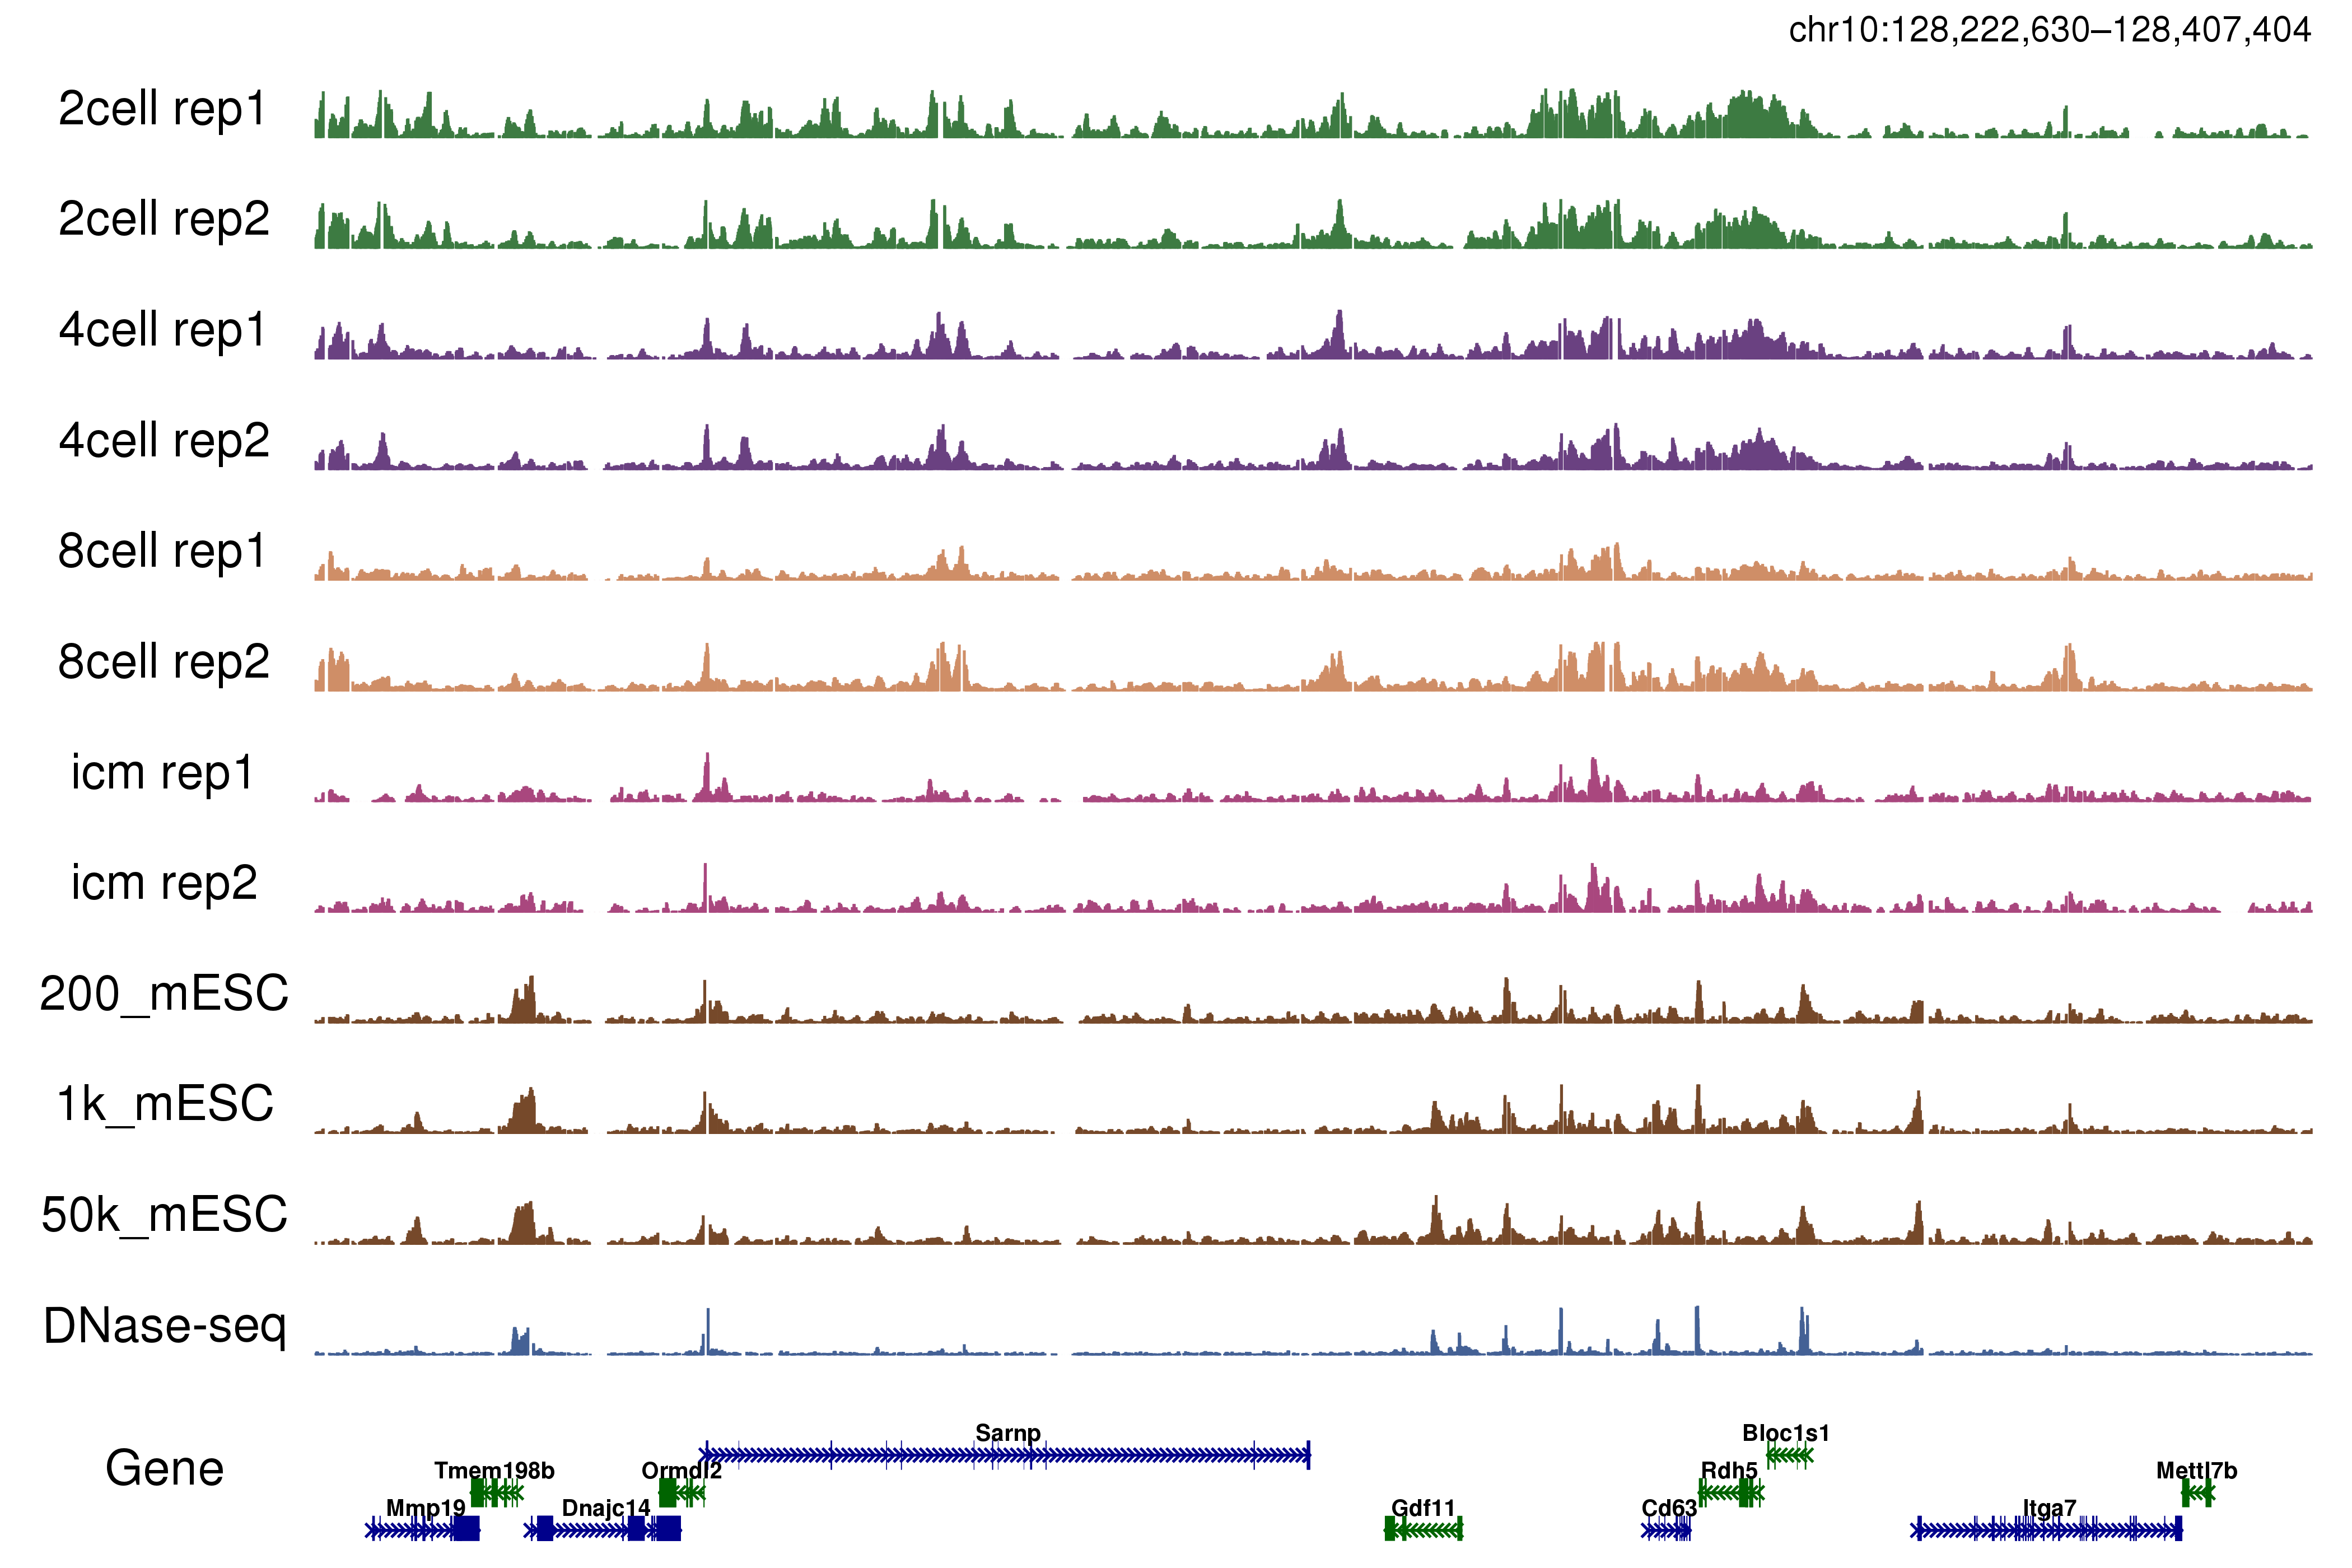 chr10:128,222,630–128,407,404
2cell rep1
2cell rep2
4cell rep1
4cell rep2
8cell rep1
8cell rep2
icm rep1
icm rep2
200_mESC
1k_mESC
50k_mESC
DNase-seq
Gene
Sarnp Bloc1s1
Tmem198b Ormdl2 Rdh5 Mettl7b
Mmp19 Dnajc14 Gdf11 Cd63 Itga7